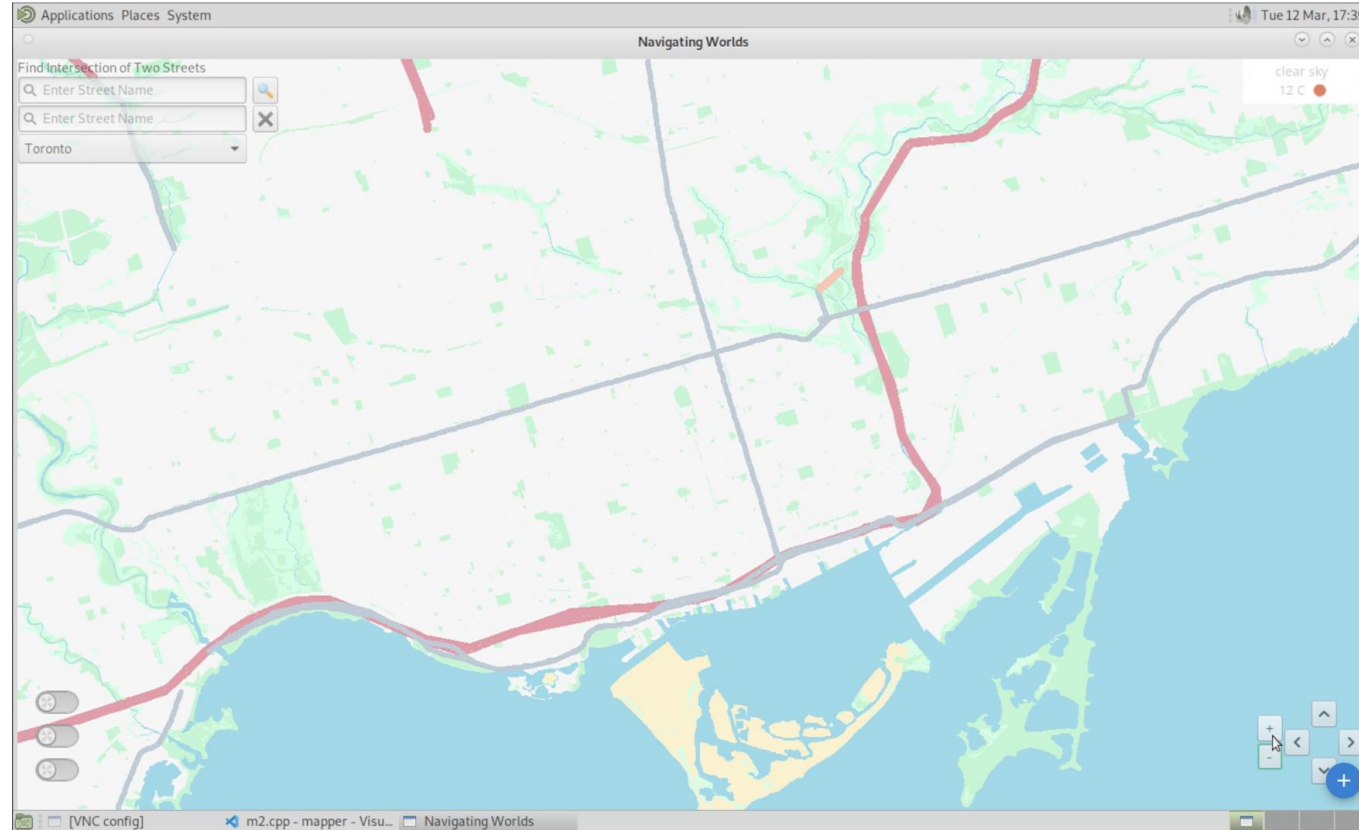 Applications Places System
Tue 12 Mar, 17:3
Navigating Worlds
Find Intersection of Two Streets
Enter Street Name
Enter Street Name
Toronto
clear sky
12 C
+
-
+
[VNC config]
m2.cpp - mapper - Visu...
Navigating Worlds